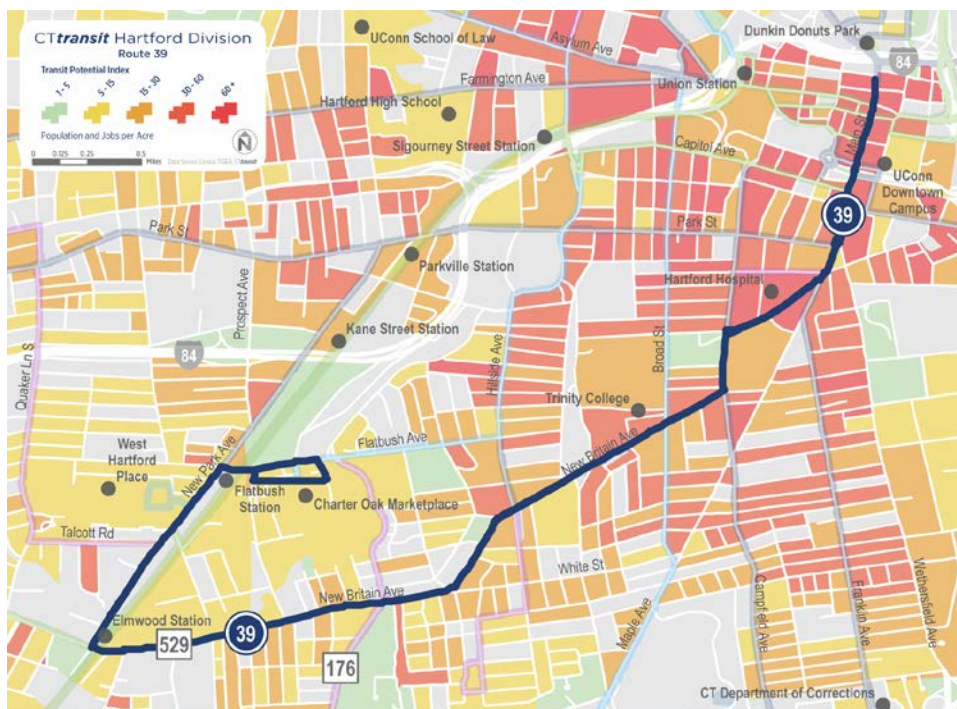 CTtransit Hartford Division
Route 39
Transit Potential Index
1 - 5
5 - 15
15 - 30
30 - 60
60 +
Population and Jobs per Acre
N
0 0.125 0.25 0.5
Miles
Data Source: Census TIGER, CTtransit
UConn School of Law
Asylum Ave
Dunkin Donuts Park
84
Farmington Ave
Union Station
Hartford High School
Sigourney Street Station
Capitol Ave
Main St
UConn
Downtown
Campus
39
Park St
Park St
Parkville Station
Hartford Hospital
Prospect Ave
Kane Street Station
84
Quaker Ln S
Hillside Ave
Broad St
Trinity College
New Britain Ave
West
Hartford
Place
New Park Ave
Flatbush Ave
Flatbush
Station
Charter Oak Marketplace
Talcott Rd
White St
New Britain Ave
Elmwood Station
529
39
176
Maple Ave
Campfield Ave
Franklin Ave
Wethersfield Ave
CT Department of Corrections